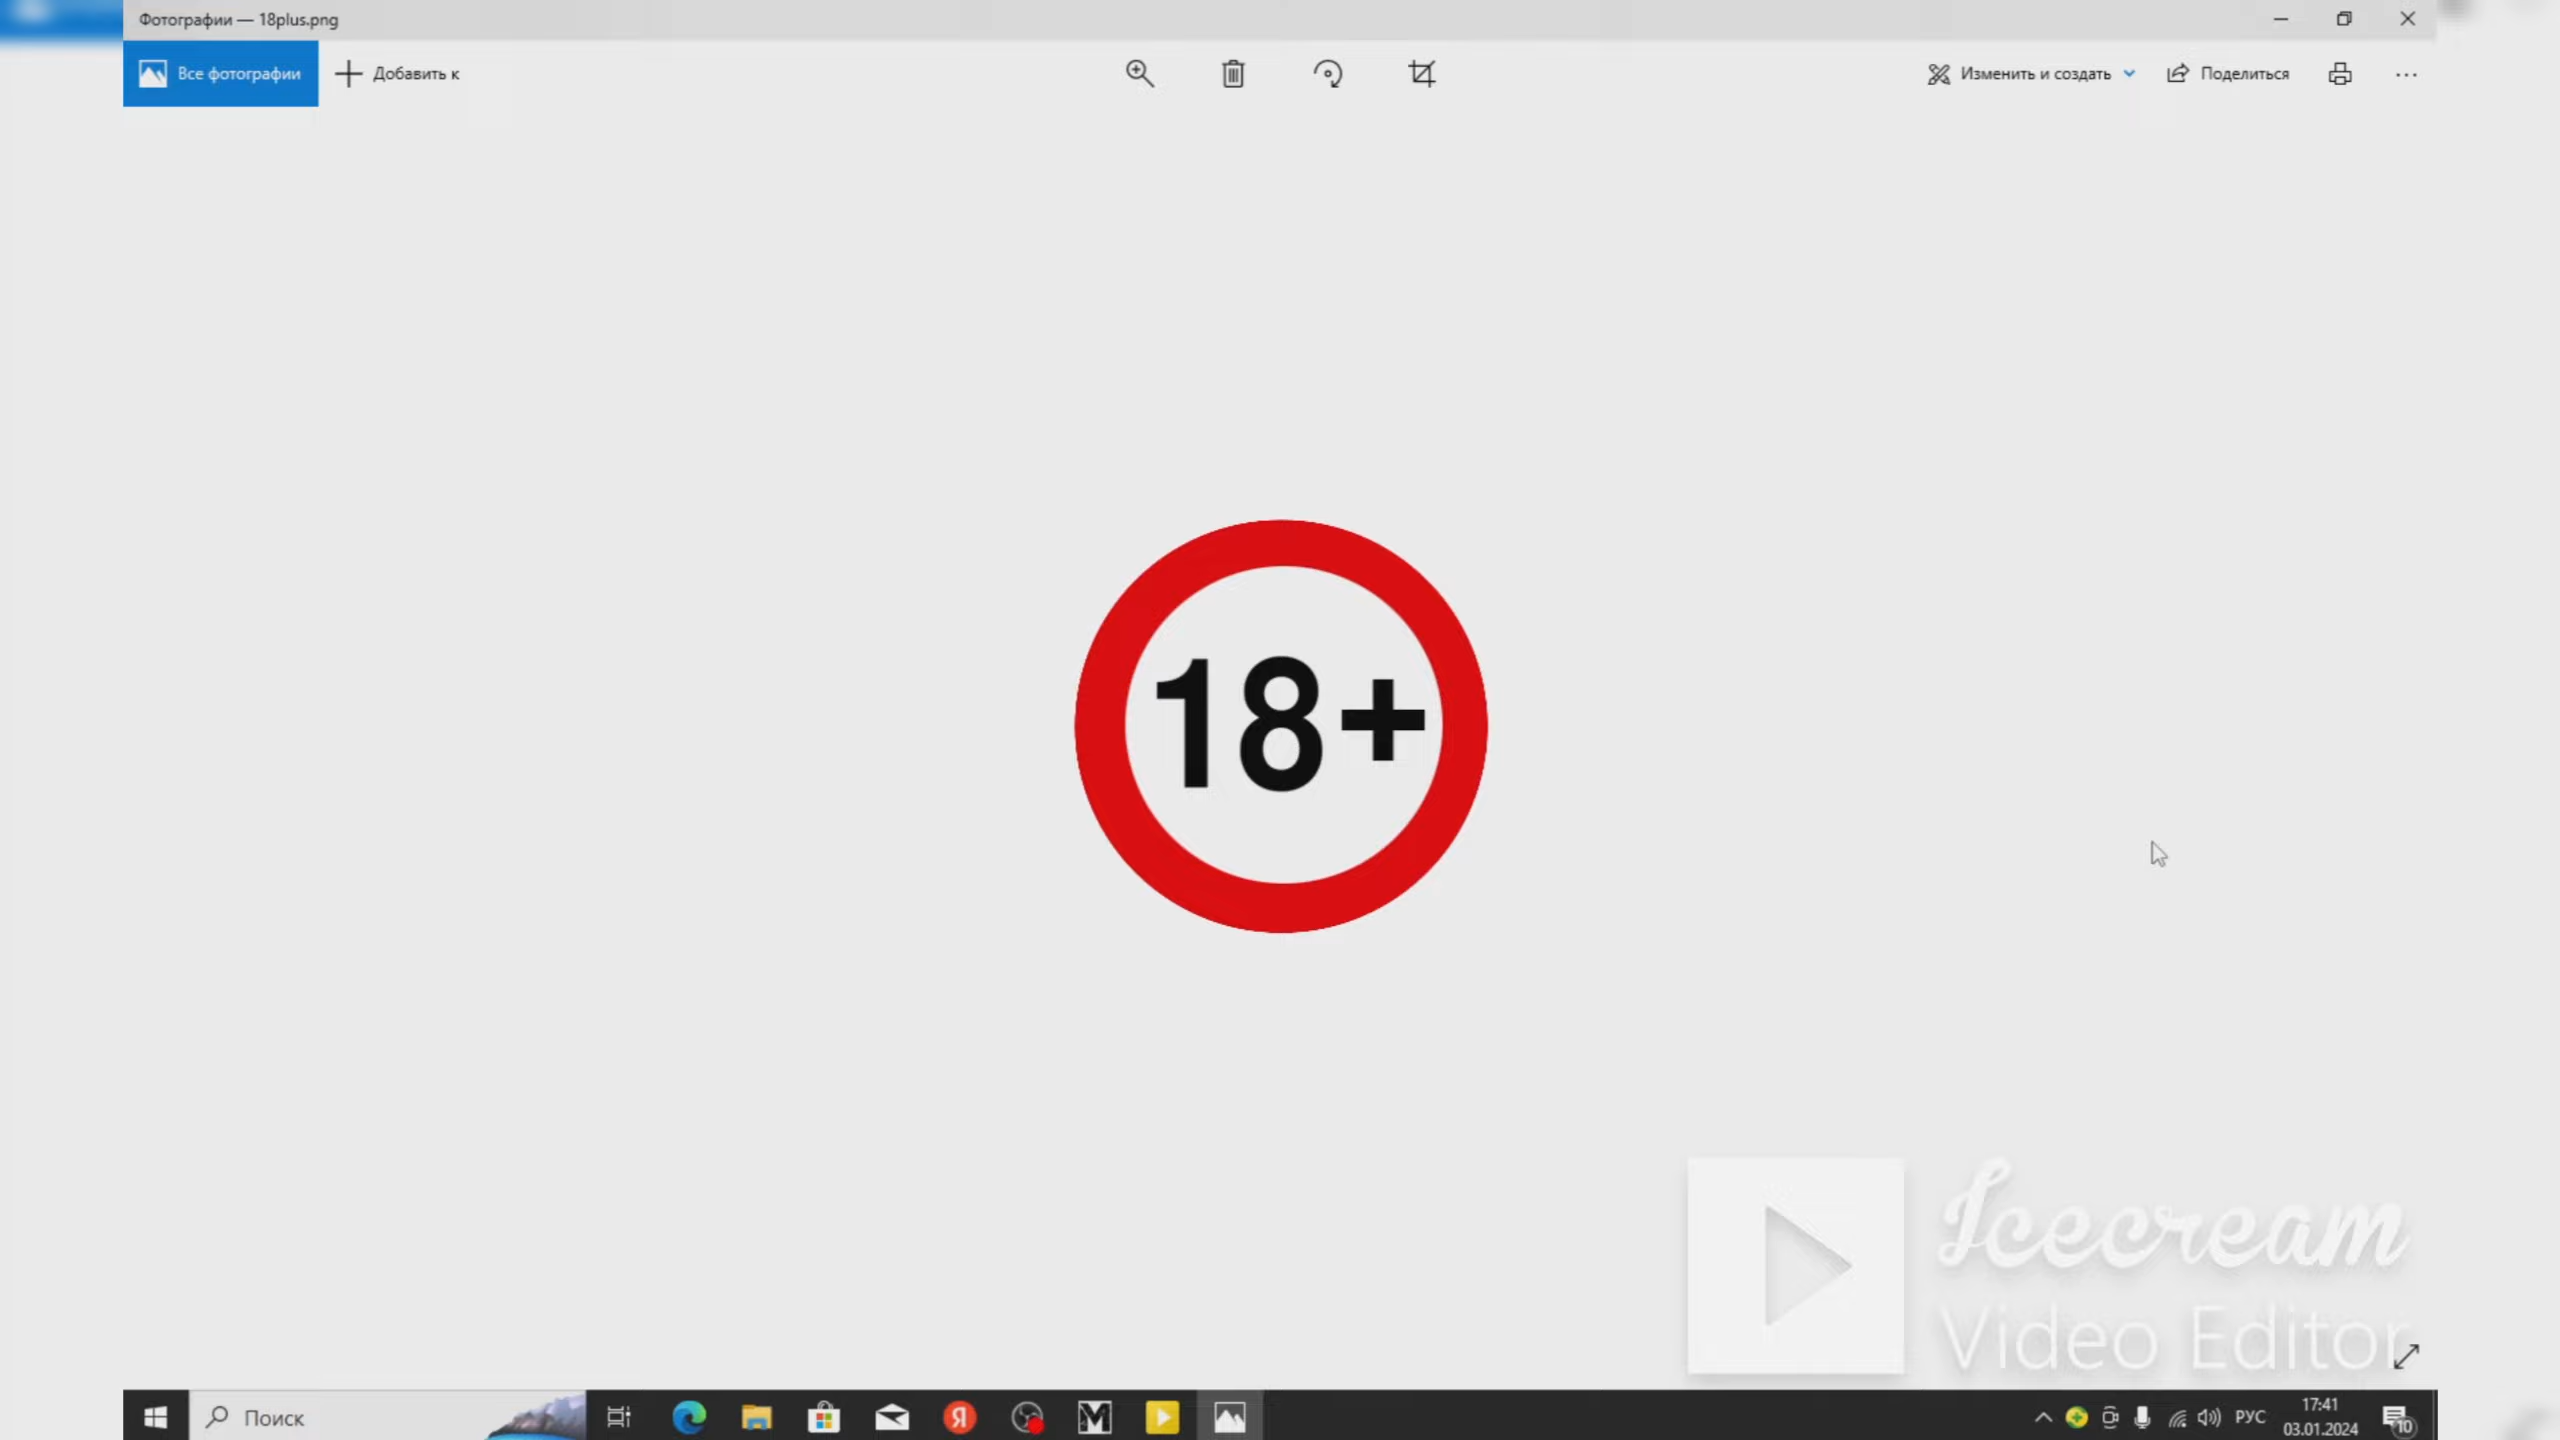 Фотографии — 18plus.png
Все фотографии
Добавить к
Изменить и создать
Поделиться
18+
Icecream
Video Editor
Поиск
Я
M
РУС
17:41
03.01.2024
10